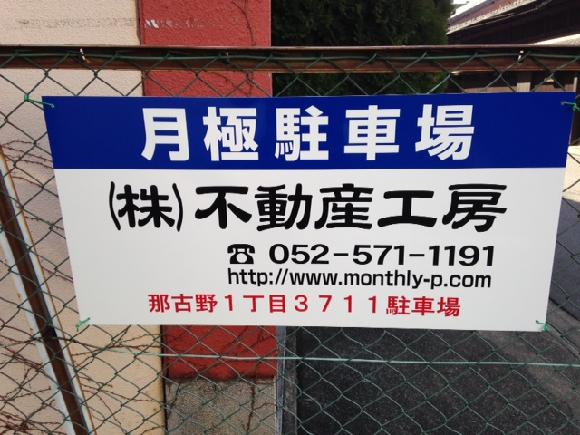 月極駐車場
(株)不動産工房
☎ 052-571-1191
http://www.monthly-p.com
那古野1丁目3711駐車場